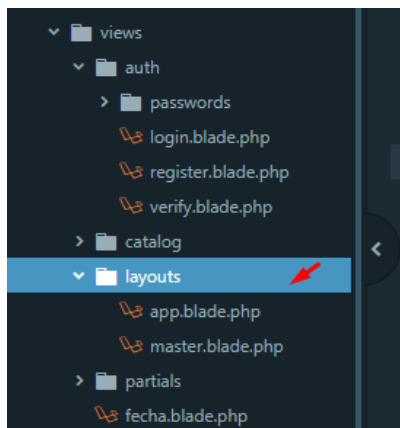 views
auth
passwords
login.blade.php
register.blade.php
verify.blade.php
catalog
layouts
app.blade.php
master.blade.php
partials
fecha.blade.php